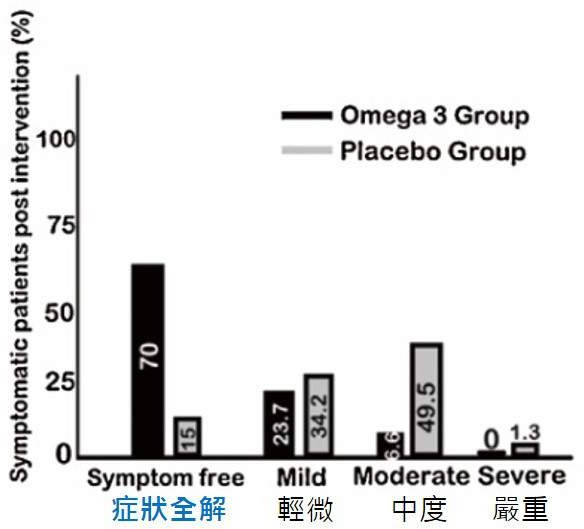 Symptomatic patients post intervention (%)
Omega 3 Group
Placebo Group
100
75
50
25
0
70
15
23.7
34.2
6.6
49.5
0
1.3
Symptom free
Mild
Moderate
Severe
症狀全解
輕微
中度
嚴重